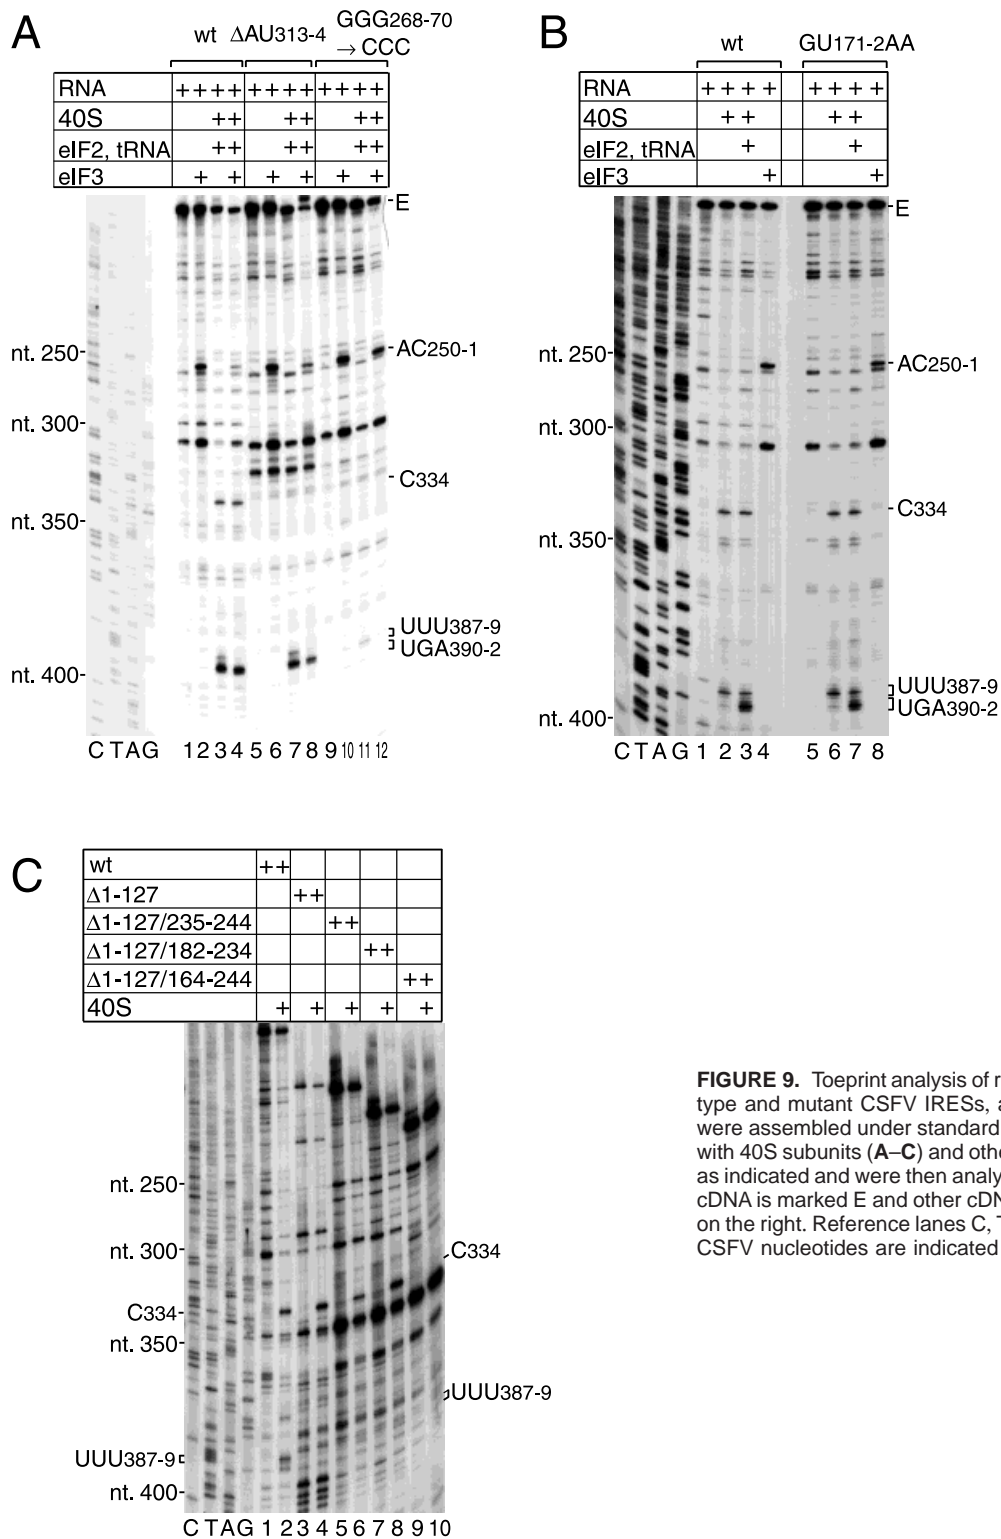 A
wt ΔAU313-4 GGG268-70
→ CCC
RNA ++++ ++++ ++++
40S ++ ++ ++
eIF2, tRNA ++ ++ ++
eIF3 + + + + + +
E
nt. 250
AC250-1
nt. 300
C334
nt. 350
UUU387-9
UGA390-2
nt. 400
C T A G 1 2 3 4 5 6 7 8 9 10 11 12
B
wt GU171-2AA
RNA ++++ ++++
40S ++ ++
eIF2, tRNA + +
eIF3 + +
E
nt. 250
AC250-1
nt. 300
C334
nt. 350
UUU387-9
UGA390-2
nt. 400
C T A G 1 2 3 4 5 6 7 8
C
wt ++
Δ1-127 ++
Δ1-127/235-244 ++
Δ1-127/182-234 ++
Δ1-127/164-244 ++
40S + + + + +
nt. 250
nt. 300
C334
C334
nt. 350
UUU387-9
UUU387-9
nt. 400
C T A G 1 2 3 4 5 6 7 8 9 10
FIGURE 9. Toeprint analysis of r
type and mutant CSFV IRESs, a
were assembled under standard
with 40S subunits (A–C) and othe
as indicated and were then analy
cDNA is marked E and other cDN
on the right. Reference lanes C, T
CSFV nucleotides are indicated